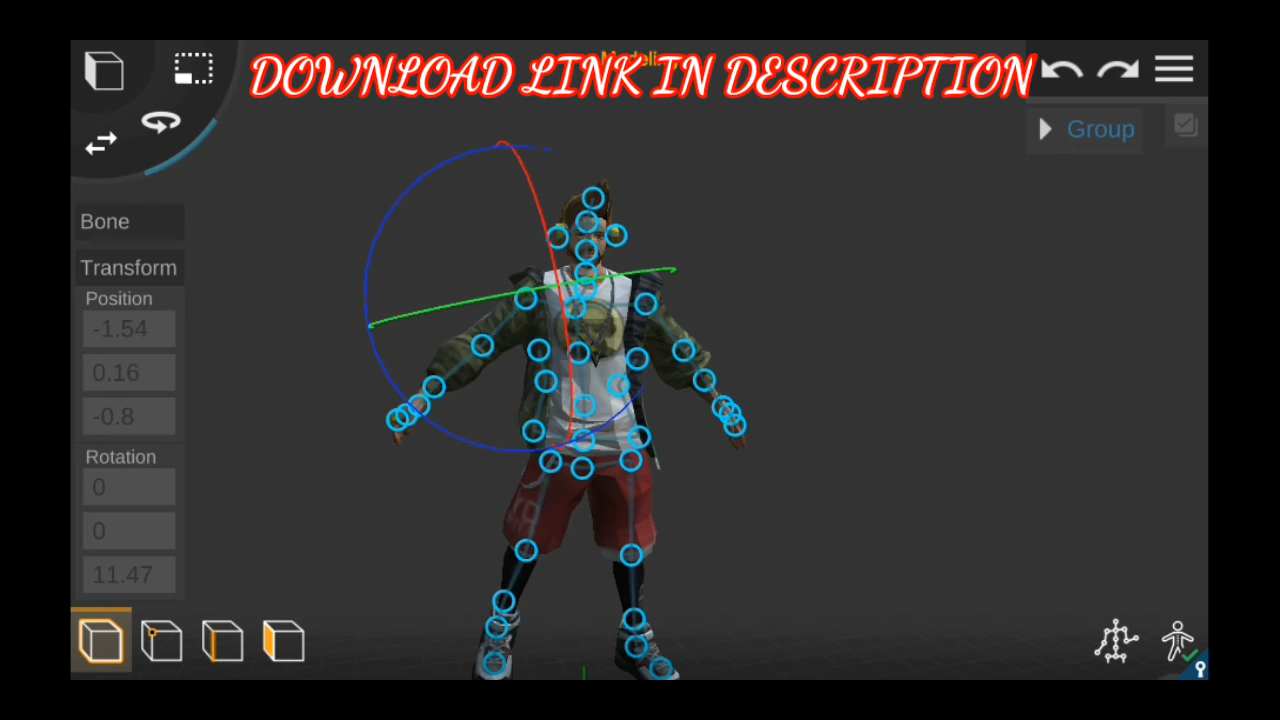 DOWNLOAD LINK IN DESCRIPTION
Group
Bone
Transform
Position
-1.54
0.16
-0.8
Rotation
0
0
11.47